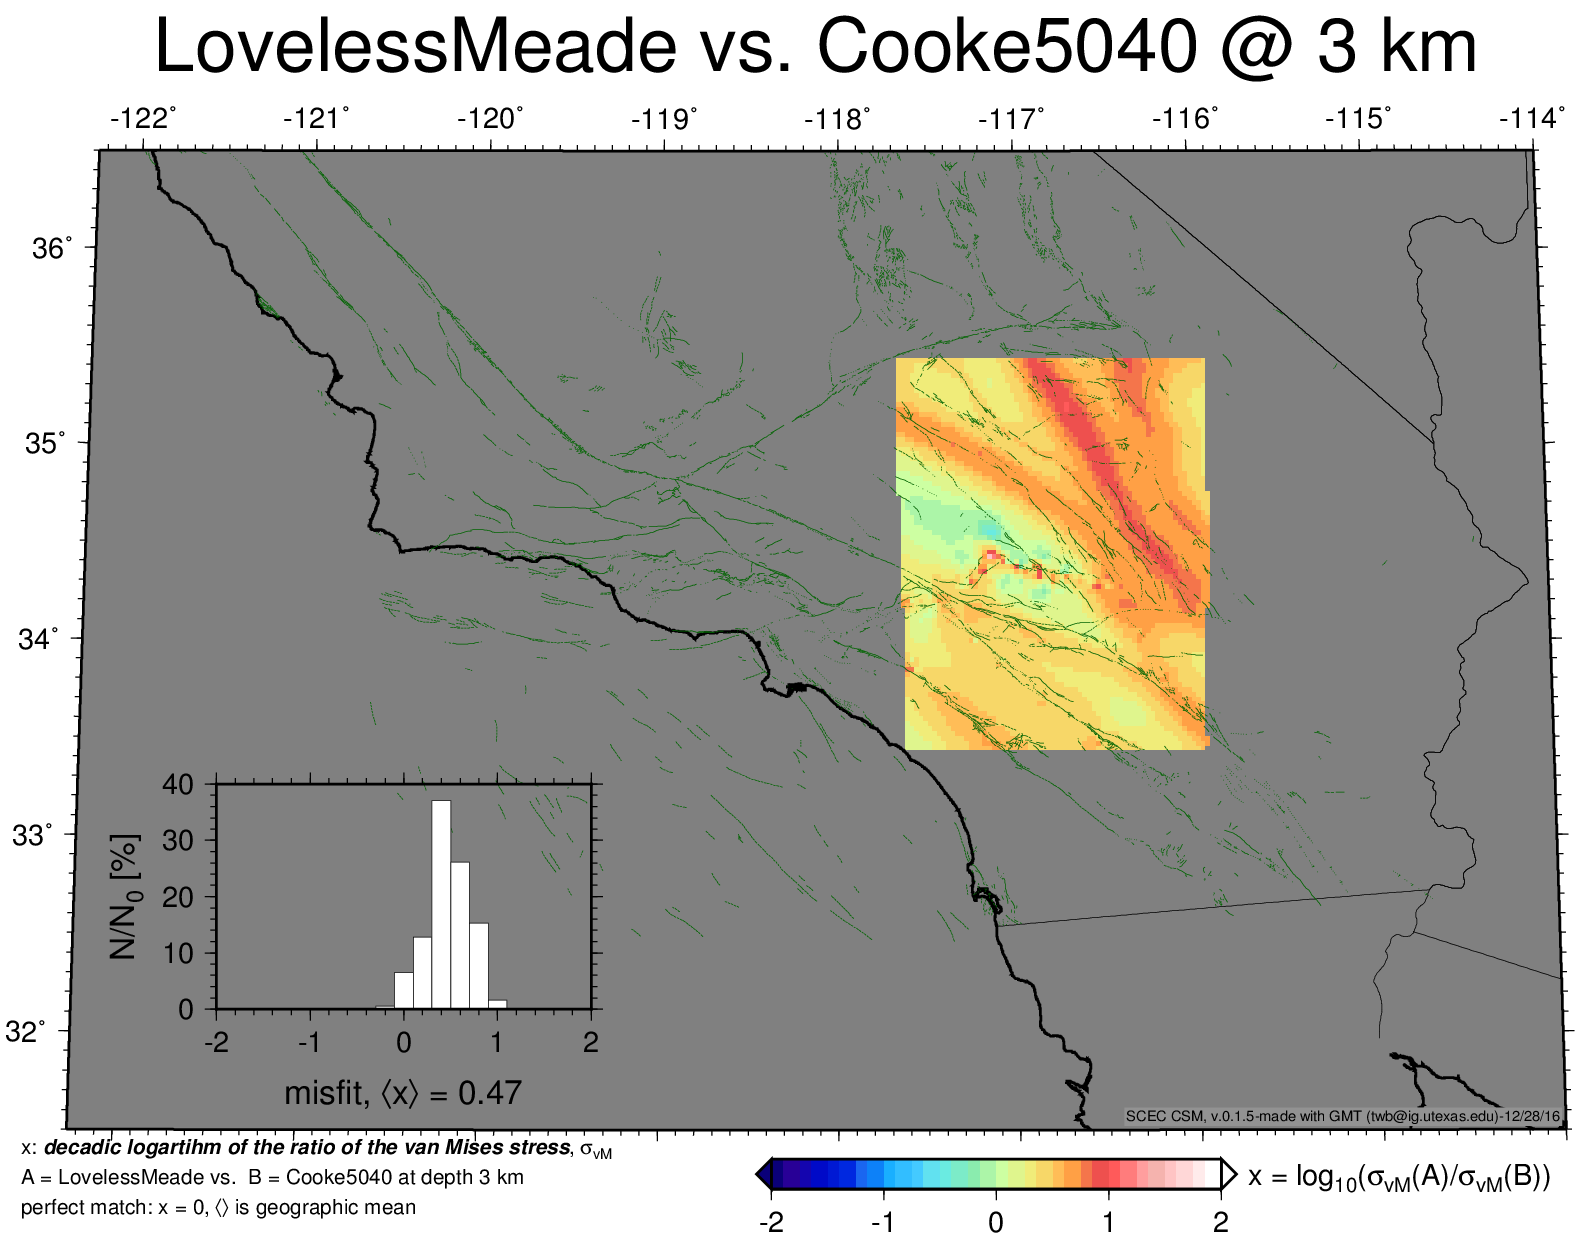 LovelessMeade vs. Cooke5040 @ 3 km
-122˚ -121˚ -120˚ -119˚ -118˚ -117˚ -116˚ -115˚ -114˚
36˚
35˚
34˚
33˚
32˚
40
30
20
10
0
N/N0 [%]
-2 -1 0 1 2
misfit, ⟨x⟩ = 0.47
SCEC CSM, v.0.1.5-made with GMT (twb@ig.utexas.edu)-12/28/16
x: decadic logartihm of the ratio of the van Mises stress, σvM
A = LovelessMeade vs. B = Cooke5040 at depth 3 km
perfect match: x = 0, ⟨⟩ is geographic mean
x = log10(σvM(A)/σvM(B))
-2 -1 0 1 2